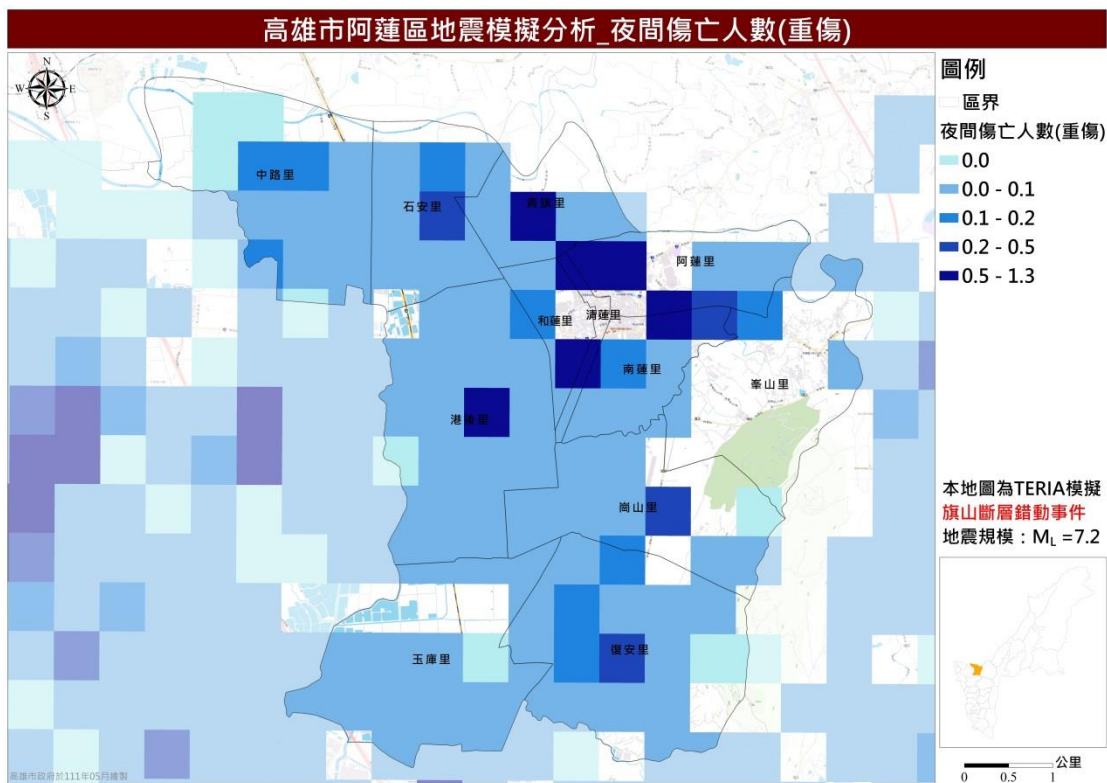 高雄市阿蓮區地震模擬分析_夜間傷亡人數(重傷)
N
W
E
S
圖例
區界
夜間傷亡人數(重傷)
0.0
0.0 - 0.1
0.1 - 0.2
0.2 - 0.5
0.5 - 1.3
中路里
石安里
青旗里
阿蓮里
和蓮里
清蓮里
南蓮里
峯山里
港後里
崗山里
玉庫里
復安里
本地圖為TERIA模擬
旗山斷層錯動事件
地震規模：ML =7.2
公里
0 0.5 1
高雄市政府於111年05月繪製